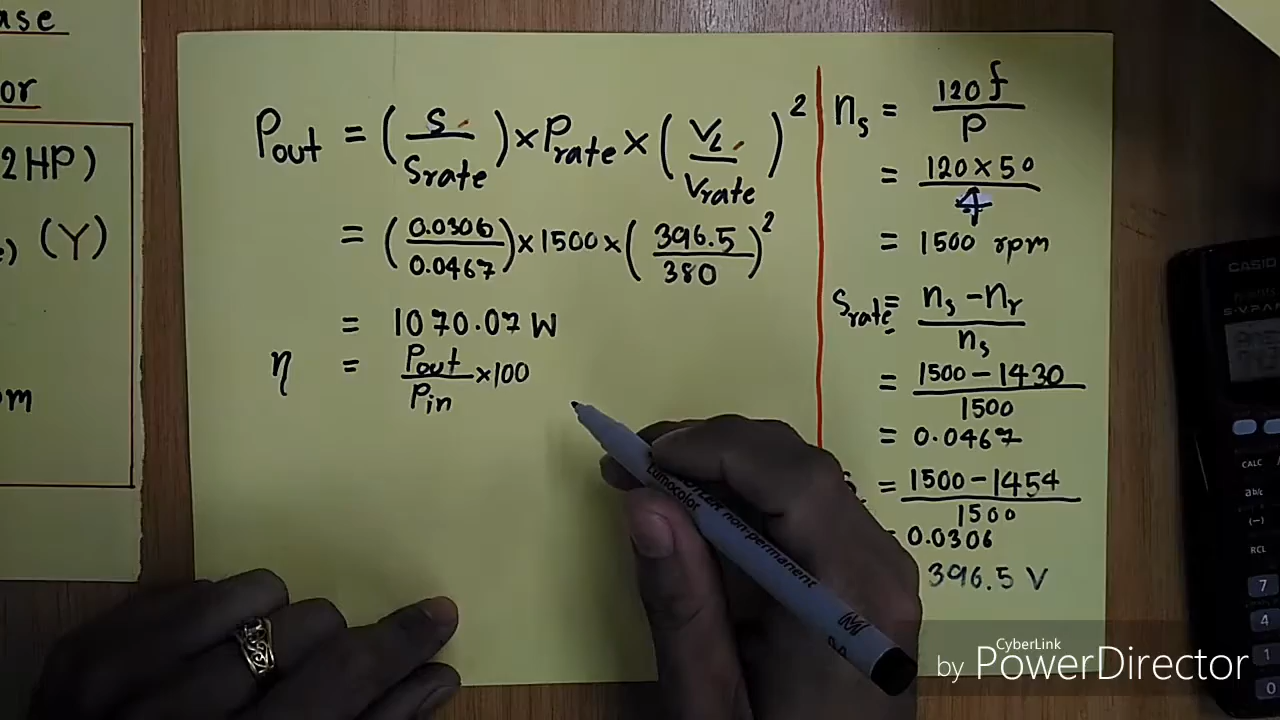 ase
or
2HP)
) (Y)
m
Pout = (S/Srate) × Prate × (VL/Vrate)²
= (0.0306/0.0467) × 1500 × (396.5/380)²
= 1070.07 W
η = Pout/Pin × 100
ns = 120f/P
= 120 × 50/4
= 1500 rpm
Srate = ns - nr/ns
= 1500 - 1430/1500
= 0.0467
= 1500 - 1454/1500
= 0.0306
396.5 V
Lumocolor
non-permanent
M
CASIO
S-V.P.A
CALC
ab/c
(−)
RCL
7
4
1
0
CyberLink
by PowerDirector